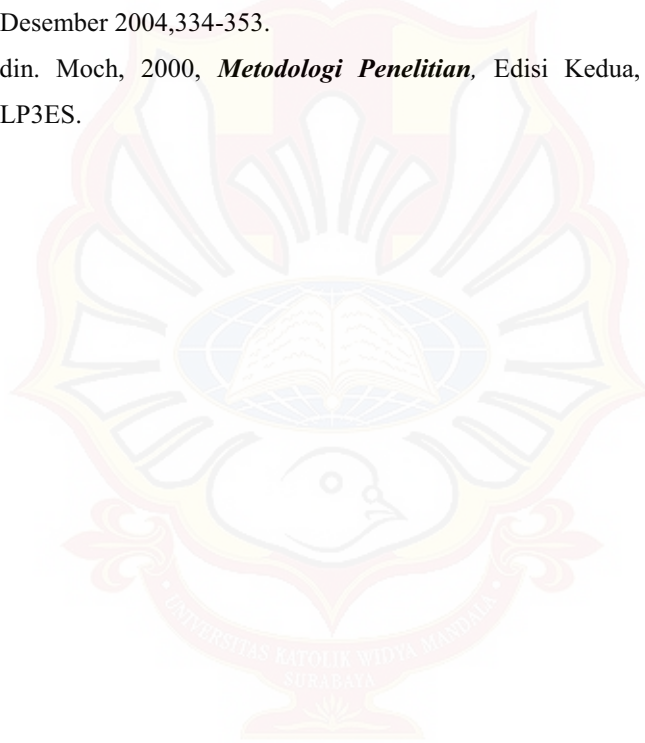 Desember 2004,334-353.
din. Moch, 2000, Metodologi Penelitian, Edisi Kedua,
LP3ES.
UNIVERSITAS KATOLIK WIDYA MANDALA
SURABAYA